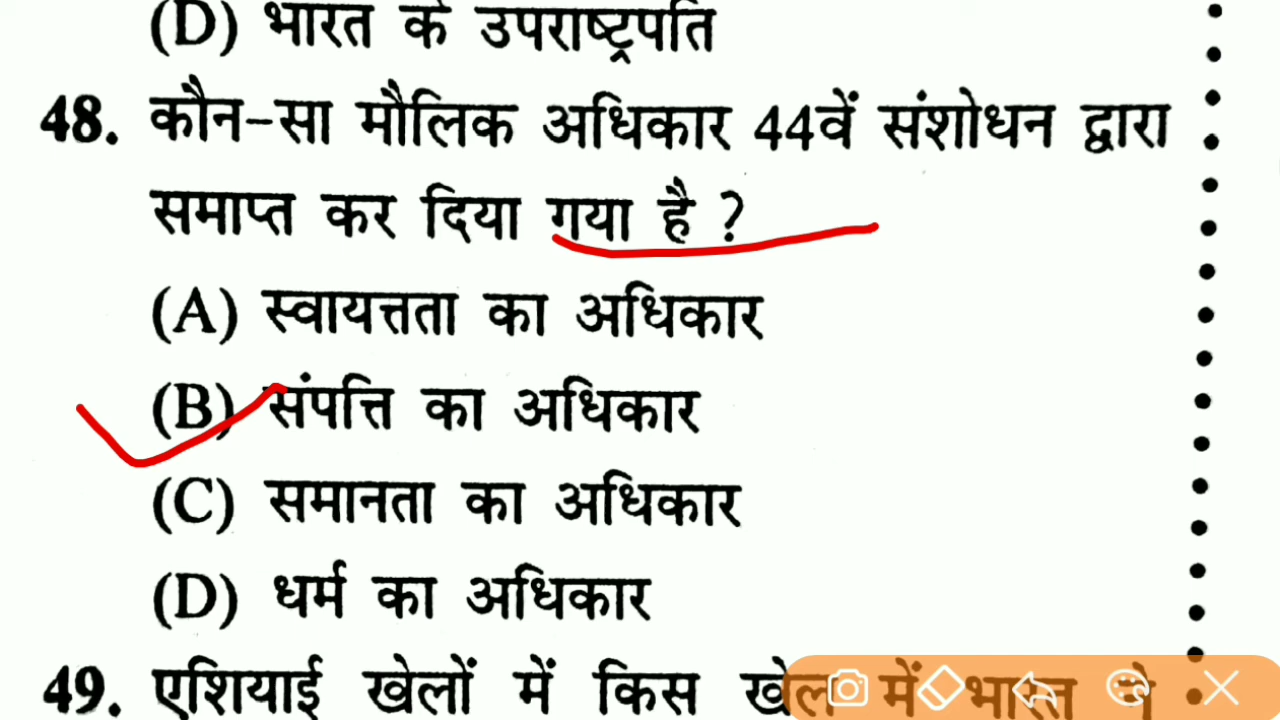 (D) भारत के उपराष्ट्रपति
48. कौन-सा मौलिक अधिकार 44वें संशोधन द्वारा
समाप्त कर दिया गया है ?
(A) स्वायत्तता का अधिकार
(B) संपत्ति का अधिकार
(C) समानता का अधिकार
(D) धर्म का अधिकार
49. एशियाई खेलों में किस खेल में भारत ने